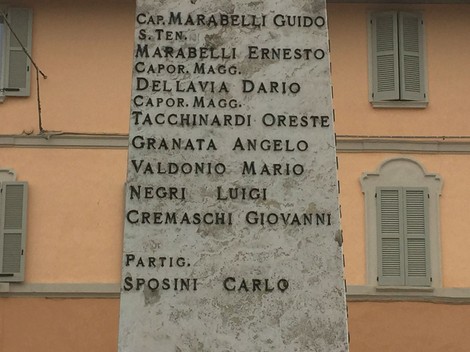 CAP. MARABELLI GUIDO
S. TEN.
MARABELLI ERNESTO
CAPOR. MAGG.
DELLAVIA DARIO
CAPOR. MAGG.
TACCHINARDI ORESTE
GRANATA ANGELO
VALDONIO MARIO
NEGRI LUIGI
CREMASCHI GIOVANNI
PARTIG.
SPOSINI CARLO